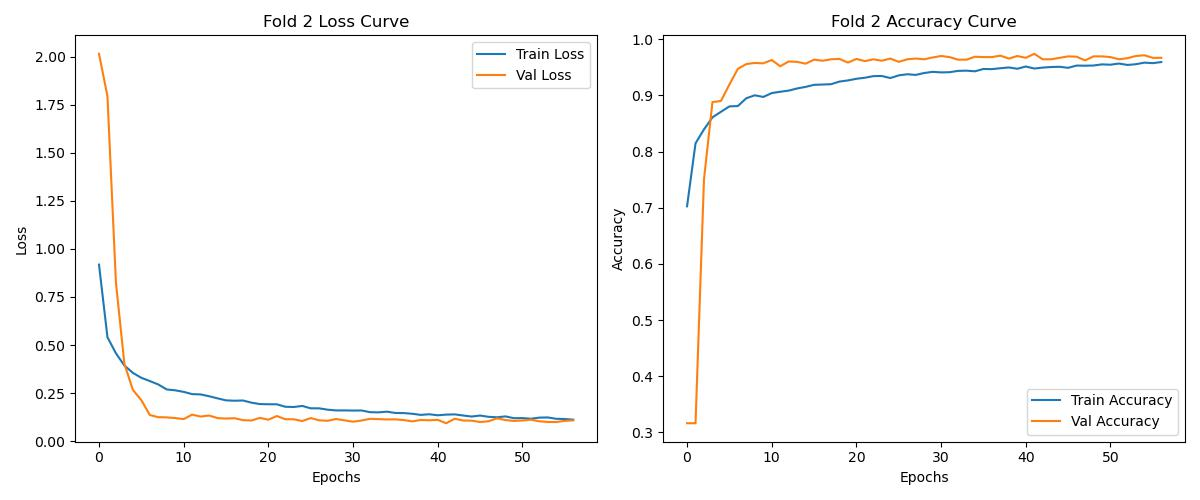 Fold 2 Loss Curve
Train Loss
Val Loss
2.00
1.75
1.50
1.25
1.00
0.75
0.50
0.25
0.00
Loss
0 10 20 30 40 50
Epochs
Fold 2 Accuracy Curve
1.0
0.9
0.8
0.7
0.6
0.5
0.4
0.3
Accuracy
Train Accuracy
Val Accuracy
0 10 20 30 40 50
Epochs